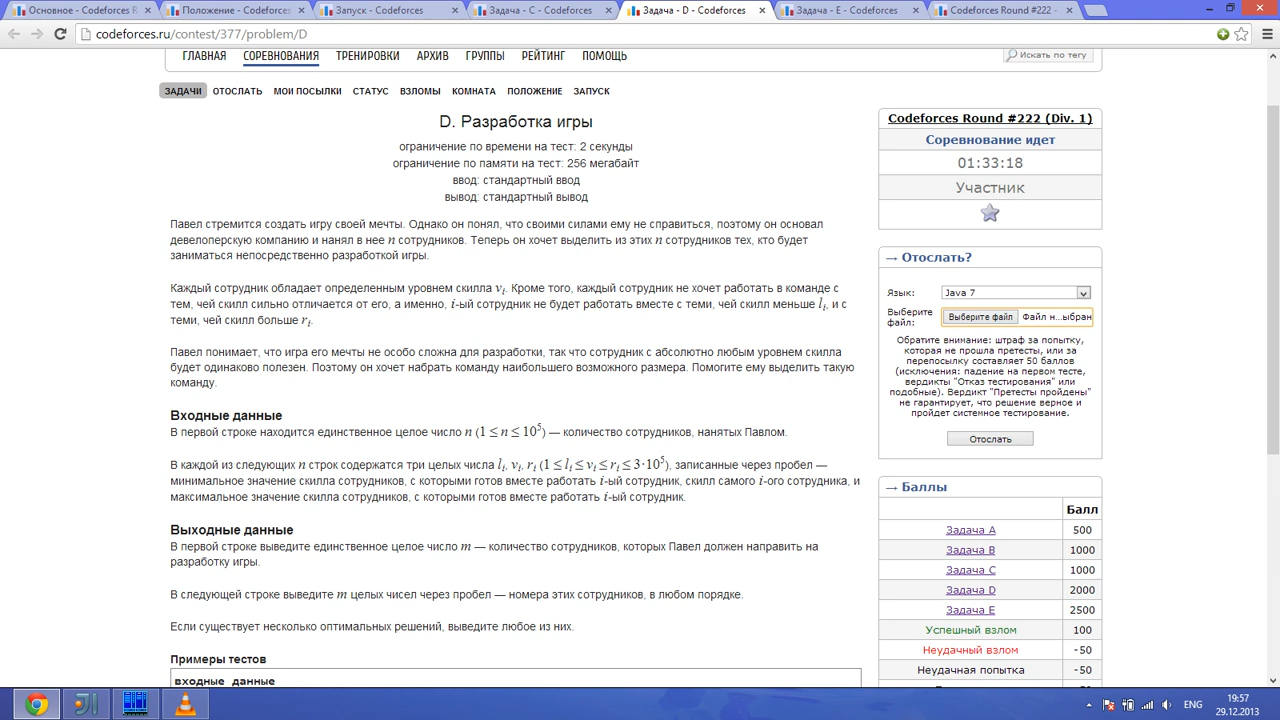 Основное - Codeforces R
Положение - Codeforces
Запуск - Codeforces
Задача - C - Codeforces
Задача - D - Codeforces
Задача - E - Codeforces
Codeforces Round #222 -
codeforces.ru/contest/377/problem/D
ГЛАВНАЯ СОРЕВНОВАНИЯ ТРЕНИРОВКИ АРХИВ ГРУППЫ РЕЙТИНГ ПОМОЩЬ
Искать по тегу
ЗАДАЧИ ОТОСЛАТЬ МОИ ПОСЫЛКИ СТАТУС ВЗЛОМЫ КОМНАТА ПОЛОЖЕНИЕ ЗАПУСК
D. Разработка игры
ограничение по времени на тест: 2 секунды
ограничение по памяти на тест: 256 мегабайт
ввод: стандартный ввод
вывод: стандартный вывод
Павел стремится создать игру своей мечты. Однако он понял, что своими силами ему не справиться, поэтому он основал
девелоперскую компанию и нанял в нее n сотрудников. Теперь он хочет выделить из этих n сотрудников тех, кто будет
заниматься непосредственно разработкой игры.
Каждый сотрудник обладает определенным уровнем скилла vi. Кроме того, каждый сотрудник не хочет работать в команде с
тем, чей скилл сильно отличается от его, а именно, i-ый сотрудник не будет работать вместе с теми, чей скилл меньше li, и с
теми, чей скилл больше ri.
Павел понимает, что игра его мечты не особо сложна для разработки, так что сотрудник с абсолютно любым уровнем скилла
будет одинаково полезен. Поэтому он хочет набрать команду наибольшего возможного размера. Помогите ему выделить такую
команду.
Входные данные
В первой строке находится единственное целое число n (1 ≤ n ≤ 10^5) — количество сотрудников, нанятых Павлом.
В каждой из следующих n строк содержатся три целых числа li, vi, ri (1 ≤ li ≤ vi ≤ ri ≤ 3·10^5), записанные через пробел —
минимальное значение скилла сотрудников, с которыми готов вместе работать i-ый сотрудник, скилл самого i-ого сотрудника, и
максимальное значение скилла сотрудников, с которыми готов вместе работать i-ый сотрудник.
Выходные данные
В первой строке выведите единственное целое число m — количество сотрудников, которых Павел должен направить на
разработку игры.
В следующей строке выведите m целых чисел через пробел — номера этих сотрудников, в любом порядке.
Если существует несколько оптимальных решений, выведите любое из них.
Примеры тестов
входные данные
Codeforces Round #222 (Div. 1)
Соревнование идет
01:33:18
Участник
→ Отослать?
Язык: Java 7
Выберите
файл:
Выберите файл Файл н...ыбран
Обратите внимание: штраф за попытку,
которая не прошла претесты, или за
перепосылку составляет 50 баллов
(исключения: падение на первом тесте,
вердикты "Отказ тестирования" или
подобные). Вердикт "Претесты пройдены"
не гарантирует, что решение верное и
пройдет системное тестирование.
Отослать
→ Баллы
Балл
Задача A 500
Задача B 1000
Задача C 1000
Задача D 2000
Задача E 2500
Успешный взлом 100
Неудачный взлом -50
Неудачная попытка -50
ENG
19:57
29.12.2013